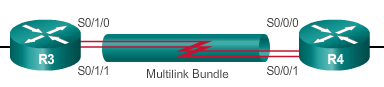 S0/1/0 S0/0/0
R3 R4
S0/1/1 Multilink Bundle S0/0/1